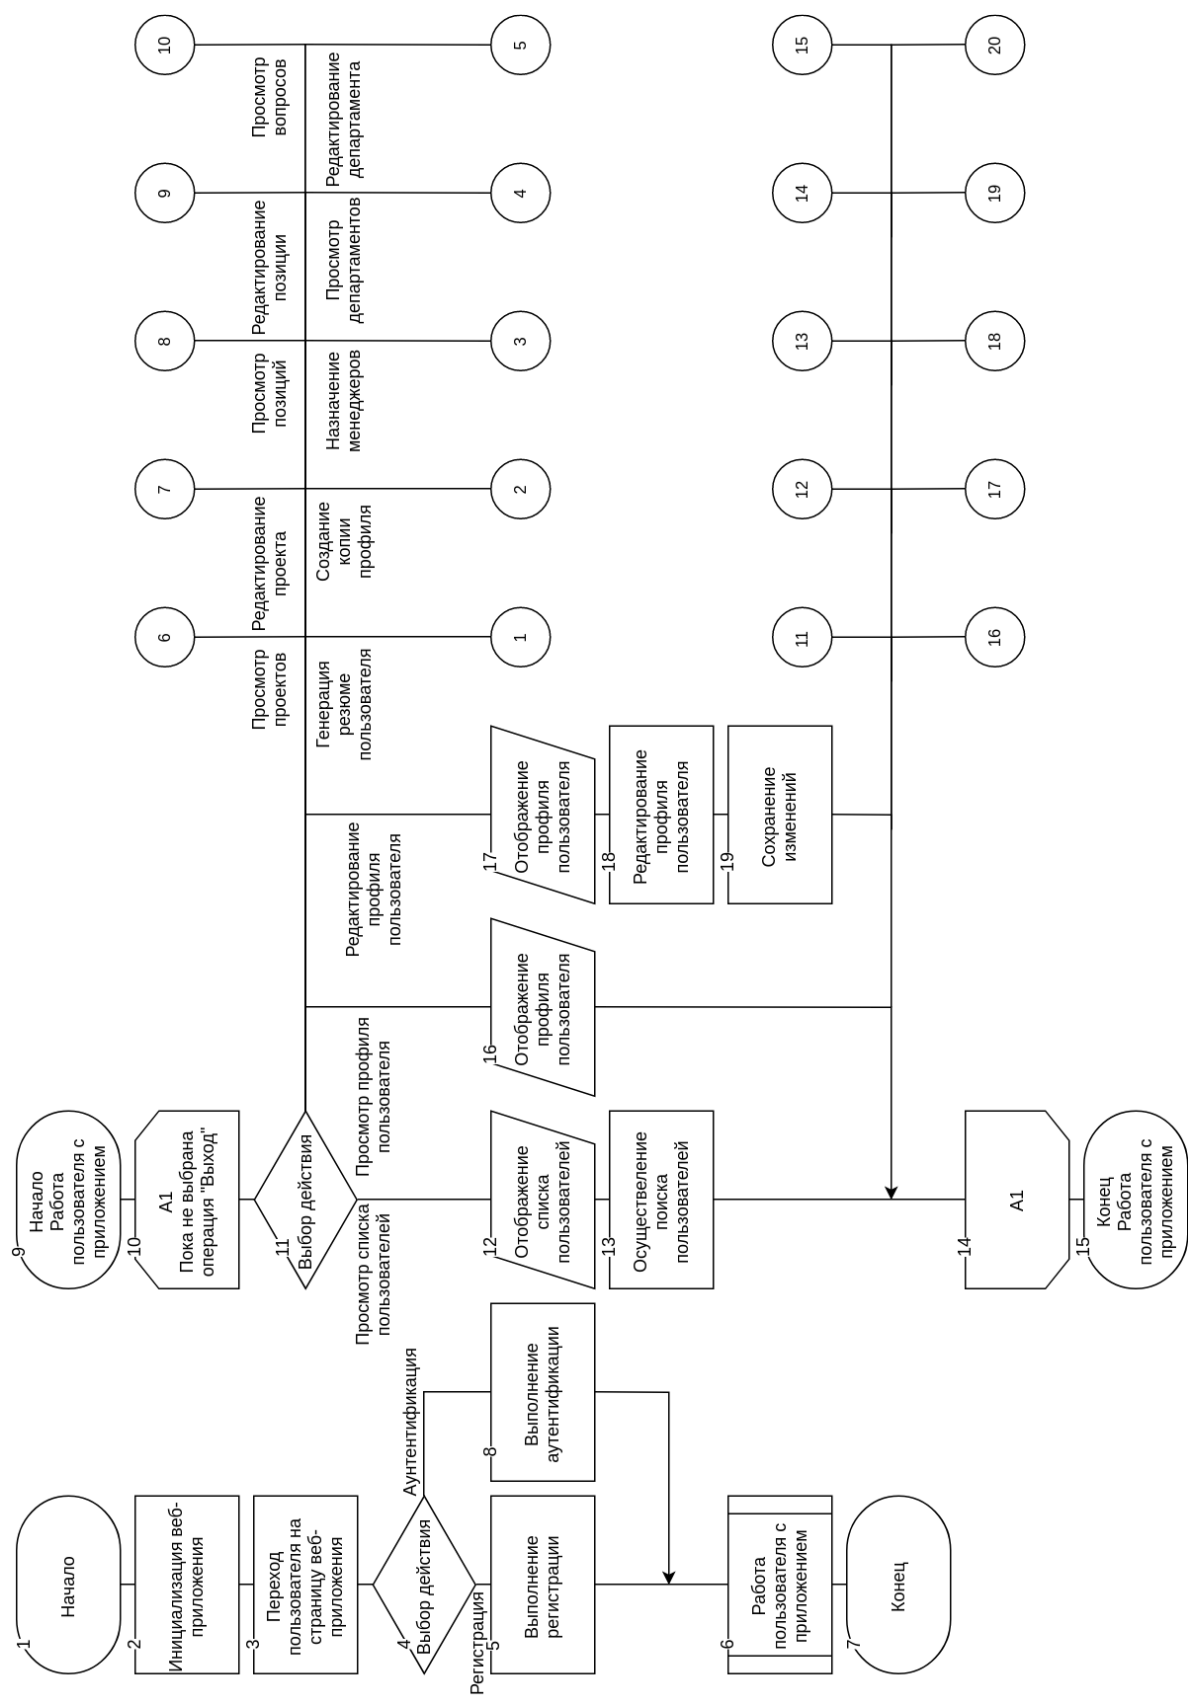 1
Начало
2
Инициализация веб-
приложения
3
Переход
пользователя на
страницу веб-
приложения
4
Выбор действия
Регистрация
Аунтентификация
5
Выполнение
регистрации
8
Выполнение
аутентификации
6
Работа
пользователя с
приложением
7
Конец
9
Начало
Работа
пользователя с
приложением
10
А1
Пока не выбрана
операция "Выход"
11
Выбор действия
Просмотр списка
пользователей
Просмотр профиля
пользователя
Редактирование
профиля
пользователя
Генерация
резюме
пользователя
Создание
копии
профиля
Назначение
менеджеров
Просмотр
департаментов
Редактирование
департамента
Просмотр
проектов
Редактирование
проекта
Просмотр
позиций
Редактирование
позиции
Просмотр
вопросов
6
7
8
9
10
12
Отображение
списка
пользователей
16
Отображение
профиля
пользователя
17
Отображение
профиля
пользователя
1
2
3
4
5
13
Осуществление
поиска
пользователей
18
Редактирование
профиля
пользователя
19
Сохранение
изменений
11
12
13
14
15
16
17
18
19
20
14
А1
15
Конец
Работа
пользователя с
приложением